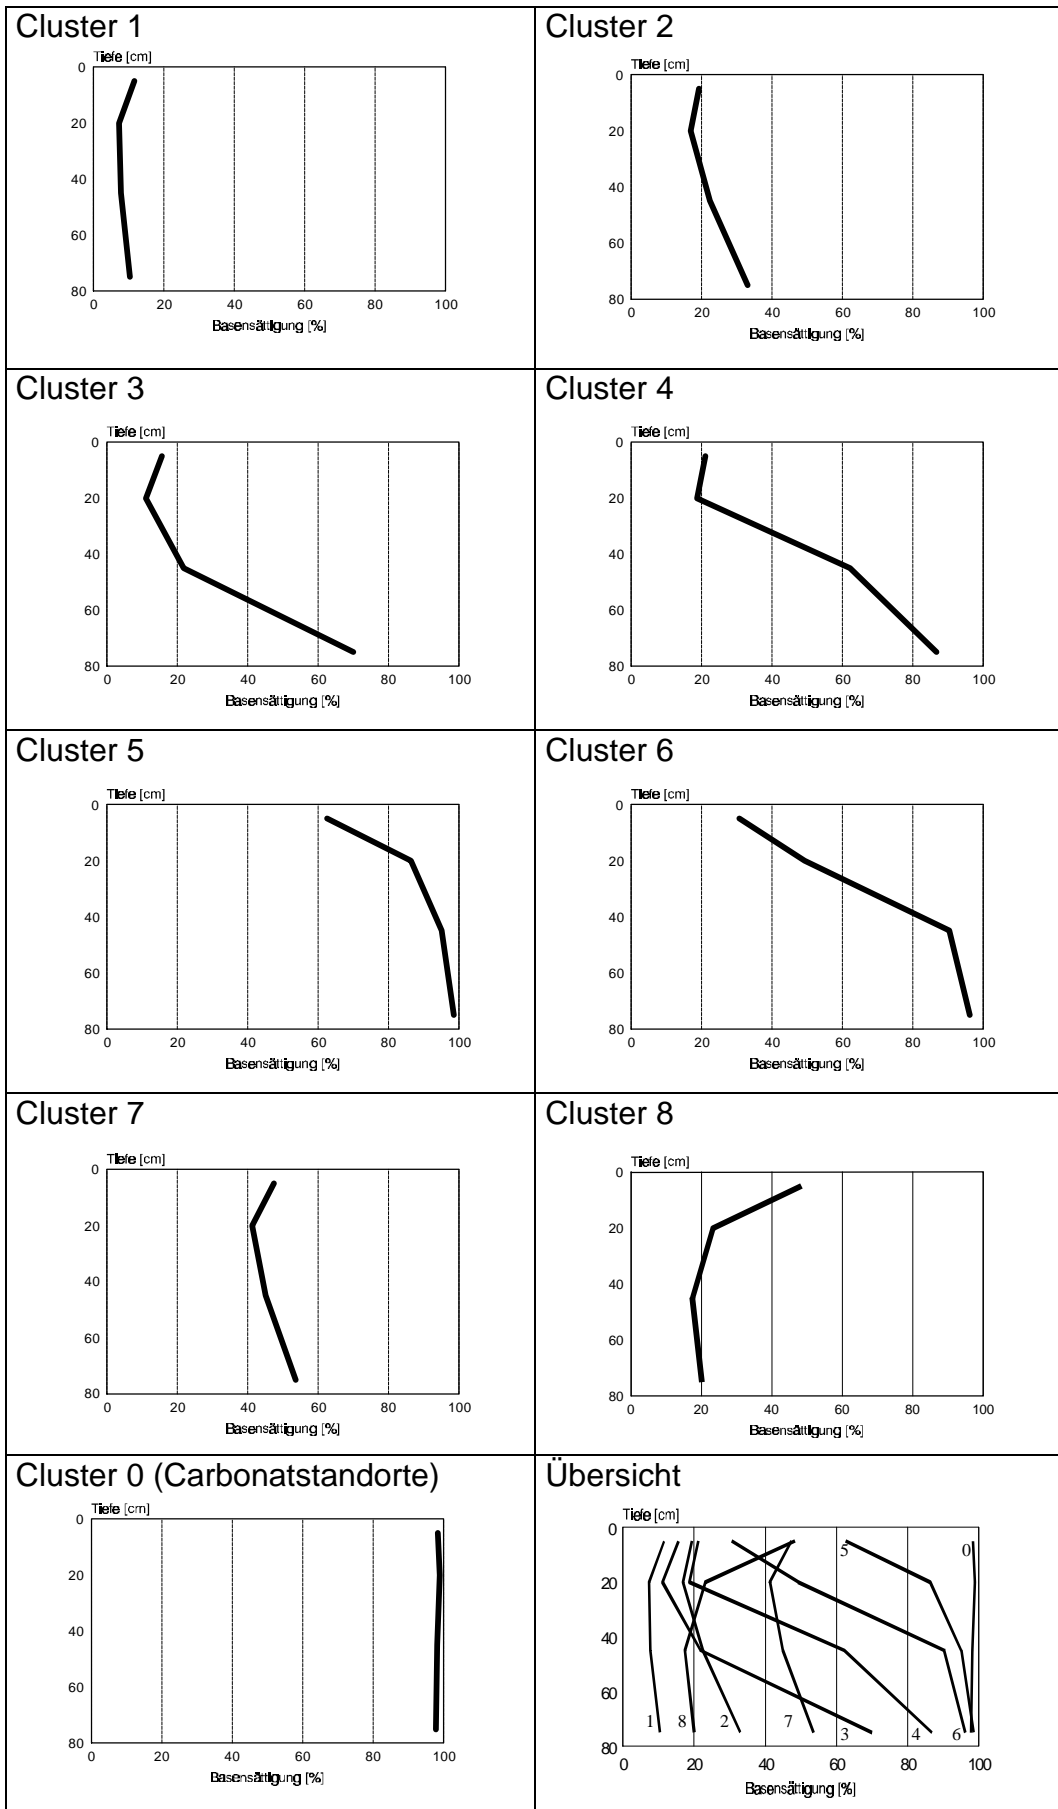 Cluster 1
Tiefe [cm]
0
20
40
60
80
0 20 40 60 80 100
Basensättigung [%]
Cluster 2
Tiefe [cm]
0
20
40
60
80
0 20 40 60 80 100
Basensättigung [%]
Cluster 3
Tiefe [cm]
0
20
40
60
80
0 20 40 60 80 100
Basensättigung [%]
Cluster 4
Tiefe [cm]
0
20
40
60
80
0 20 40 60 80 100
Basensättigung [%]
Cluster 5
Tiefe [cm]
0
20
40
60
80
0 20 40 60 80 100
Basensättigung [%]
Cluster 6
Tiefe [cm]
0
20
40
60
80
0 20 40 60 80 100
Basensättigung [%]
Cluster 7
Tiefe [cm]
0
20
40
60
80
0 20 40 60 80 100
Basensättigung [%]
Cluster 8
Tiefe [cm]
0
20
40
60
80
0 20 40 60 80 100
Basensättigung [%]
Cluster 0 (Carbonatstandorte)
Tiefe [cm]
0
20
40
60
80
0 20 40 60 80 100
Basensättigung [%]
Übersicht
Tiefe [cm]
0
5 0
20
40
60
1 8 2 7 3 4 6
80
0 20 40 60 80 100
Basensättigung [%]